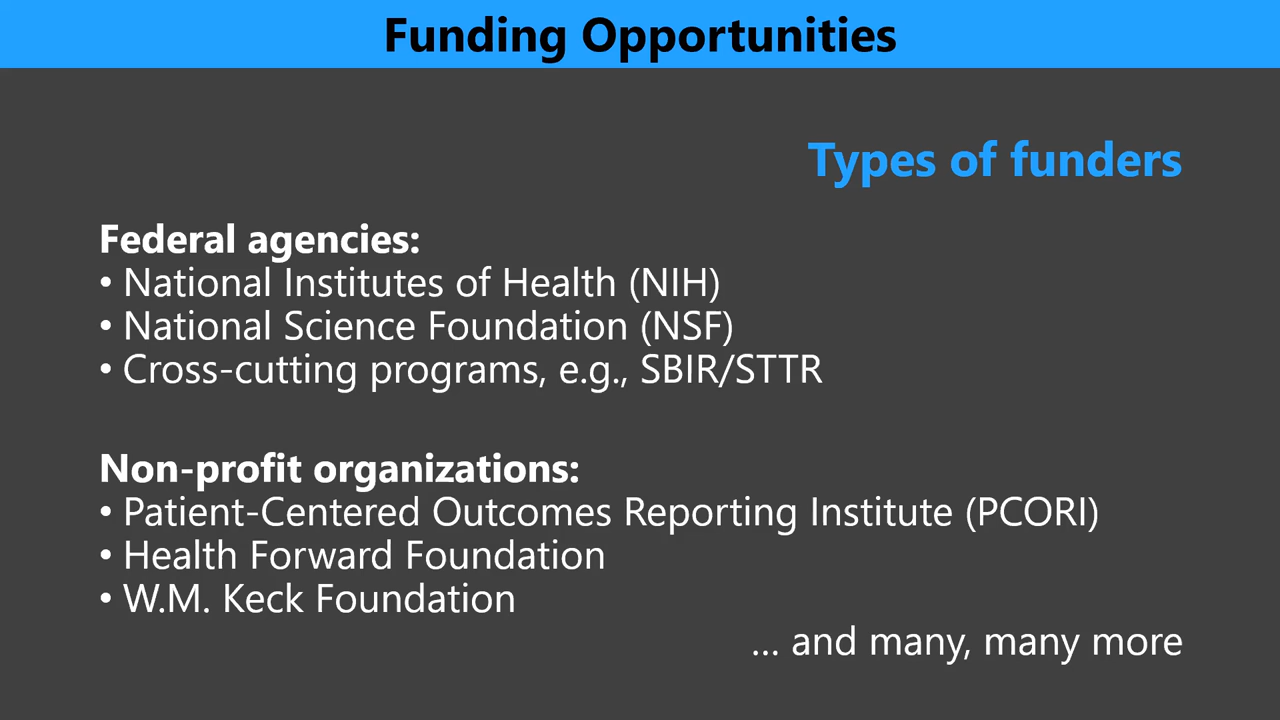 Funding Opportunities
Types of funders
Federal agencies:
• National Institutes of Health (NIH)
• National Science Foundation (NSF)
• Cross-cutting programs, e.g., SBIR/STTR
Non-profit organizations:
• Patient-Centered Outcomes Reporting Institute (PCORI)
• Health Forward Foundation
• W.M. Keck Foundation
... and many, many more